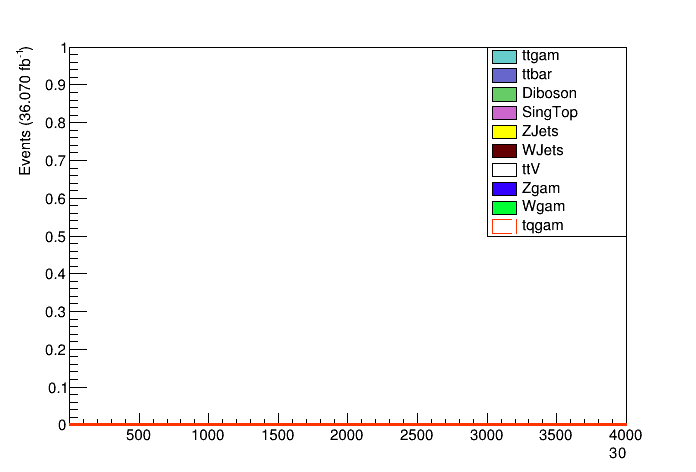 Events (36.070 fb⁻¹)
1
0.9
0.8
0.7
0.6
0.5
0.4
0.3
0.2
0.1
0
ttgam
ttbar
Diboson
SingTop
ZJets
WJets
ttV
Zgam
Wgam
tqgam
500 1000 1500 2000 2500 3000 3500 4000
30